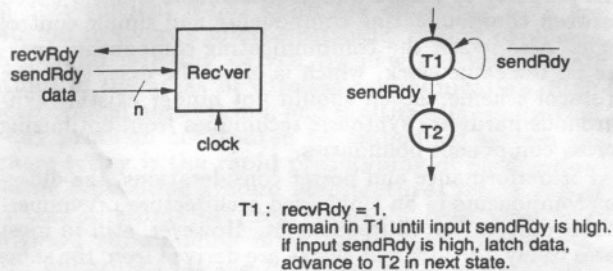 recvRdy
sendRdy
data
n
Rec'ver
clock
T1
sendRdy
sendRdy
T2
T1 : recvRdy = 1.
remain in T1 until input sendRdy is high.
if input sendRdy is high, latch data,
advance to T2 in next state.